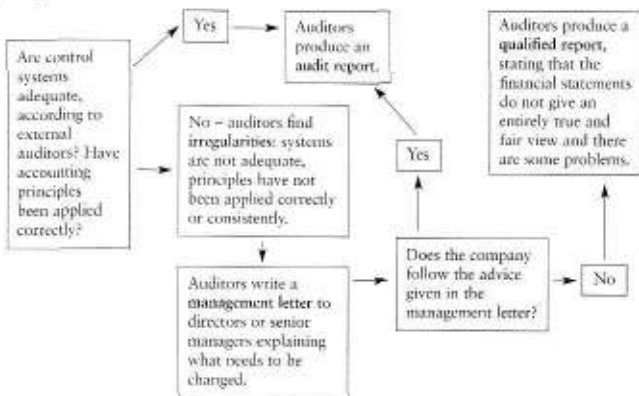 Are control
systems
adequate,
according to
external
auditors? Have
accounting
principles
been applied
correctly?
Yes
Auditors
produce an
audit report.
No – auditors find
irregularities: systems
are not adequate,
principles have not
been applied correctly
or consistently.
Auditors write a
management letter to
directors or senior
managers explaining
what needs to be
changed.
Does the company
follow the advice
given in the
management letter?
Yes
No
Auditors produce a
qualified report,
stating that the
financial statements
do not give an
entirely true and
fair view and there
are some problems.